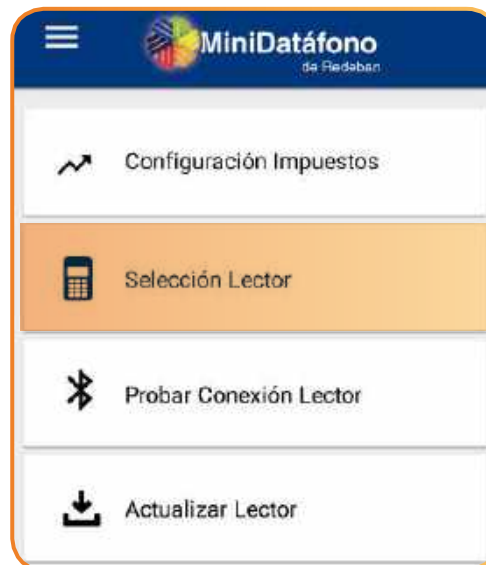 MiniDatáfono
de Redeban
Configuración Impuestos
Selección Lector
Probar Conexión Lector
Actualizar Lector